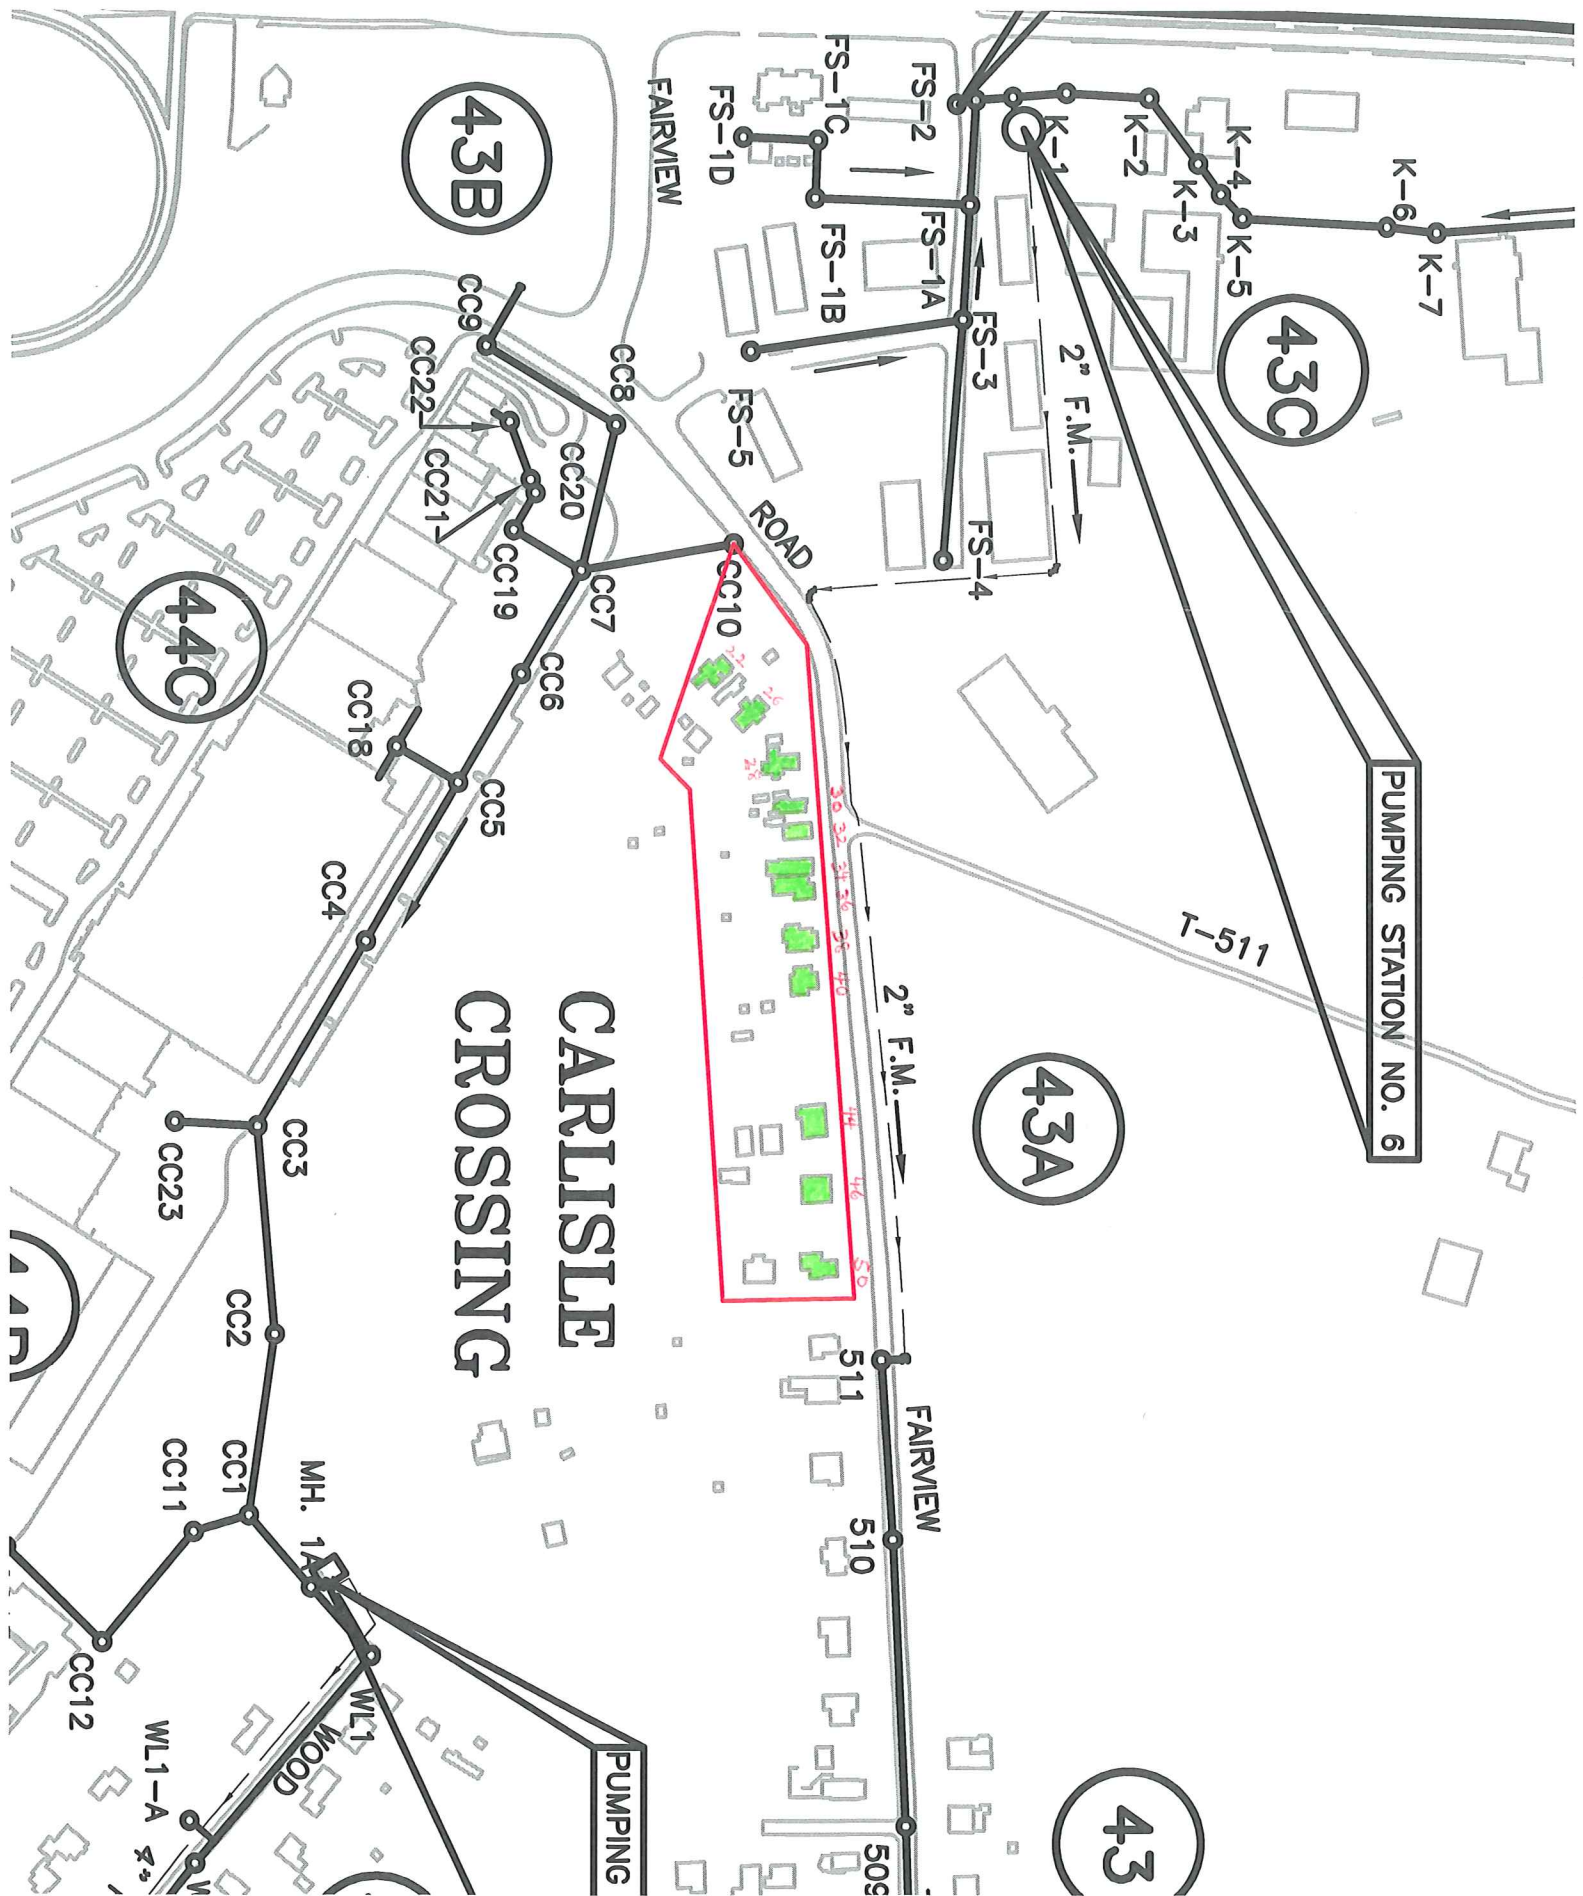 PUMPING STATION NO. 6
43C
43A
43
43B
44C
K-1
K-2
K-3
K-4
K-5
K-6
K-7
FS-2
FS-1C
FS-1D
FS-1A
FS-1B
FS-3
FS-4
FS-5
2" F.M.
FAIRVIEW
ROAD
T-511
2" F.M.
FAIRVIEW
511
510
509
22
26
28
30
32
34
36
38
40
44
46
50
CARLISLE
CROSSING
CC10
CC8
CC9
CC22
CC21
CC20
CC19
CC7
CC6
CC18
CC5
CC4
CC3
CC23
CC2
CC1
CC11
CC12
MH. 1A
WL1
WOOD
WL1-A
PUMPING